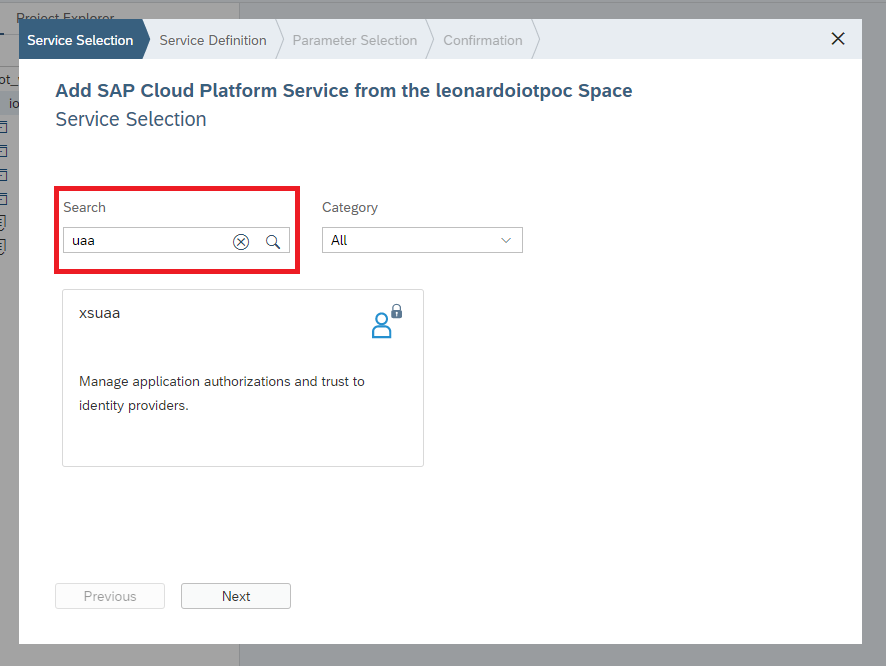 Project Explorer
Service Selection
Service Definition
Parameter Selection
Confirmation
Add SAP Cloud Platform Service from the leonardoiotpoc Space
Service Selection
Search
Category
uaa
All
xsuaa
Manage application authorizations and trust to
identity providers.
Previous
Next